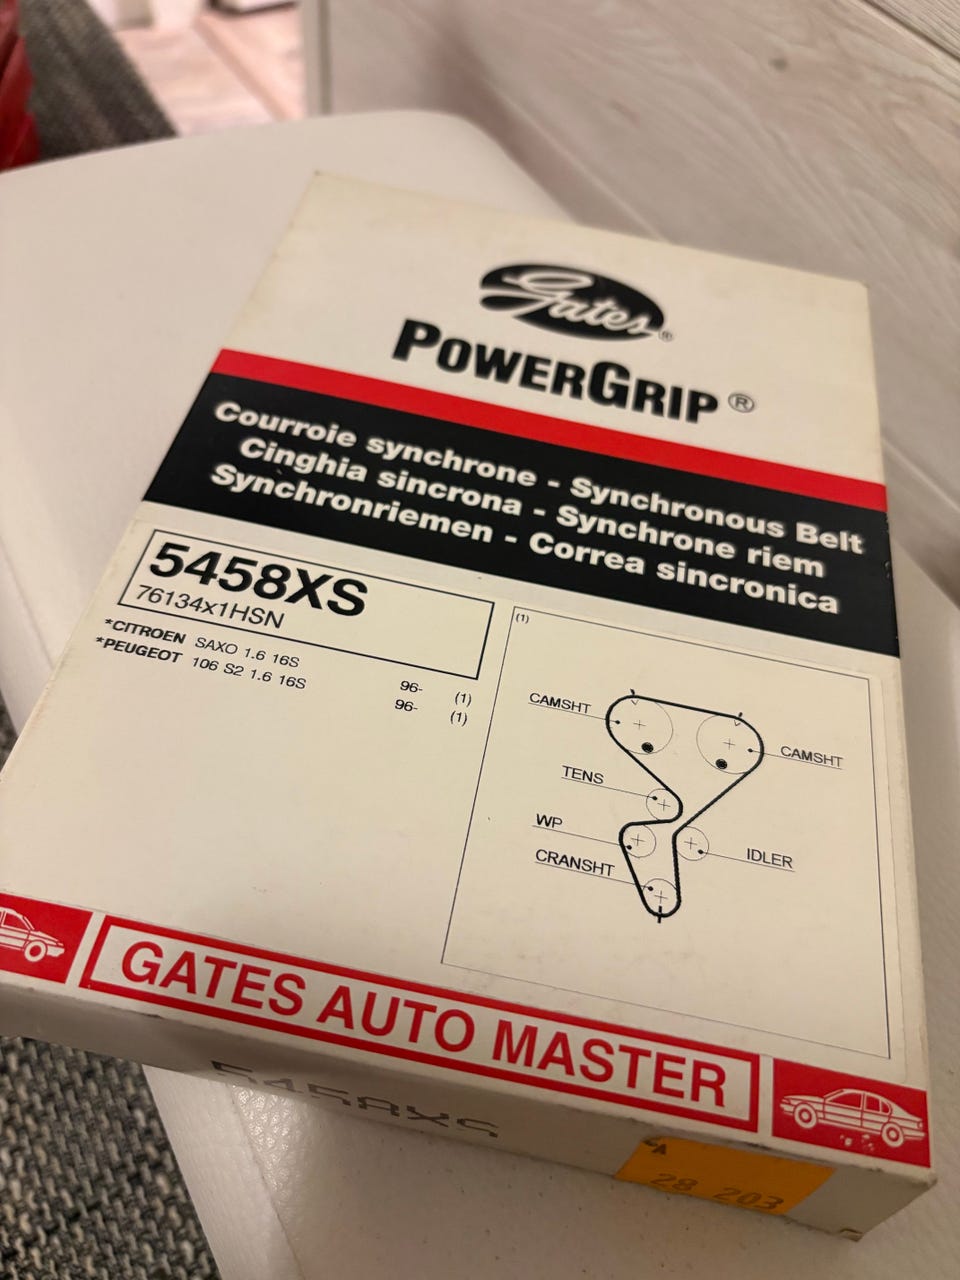 Gates®
POWERGRIP®
Courroie synchrone - Synchronous Belt
Cinghia sincrona - Synchrone riem
Synchronriemen - Correa sincronica
5458XS
76134x1HSN
*CITROEN SAXO 1.6 16S 96- (1)
*PEUGEOT 106 S2 1.6 16S 96- (1)
(1)
CAMSHT
CAMSHT
TENS
WP
IDLER
CRANSHT
GATES AUTO MASTER
5458XS
28 203